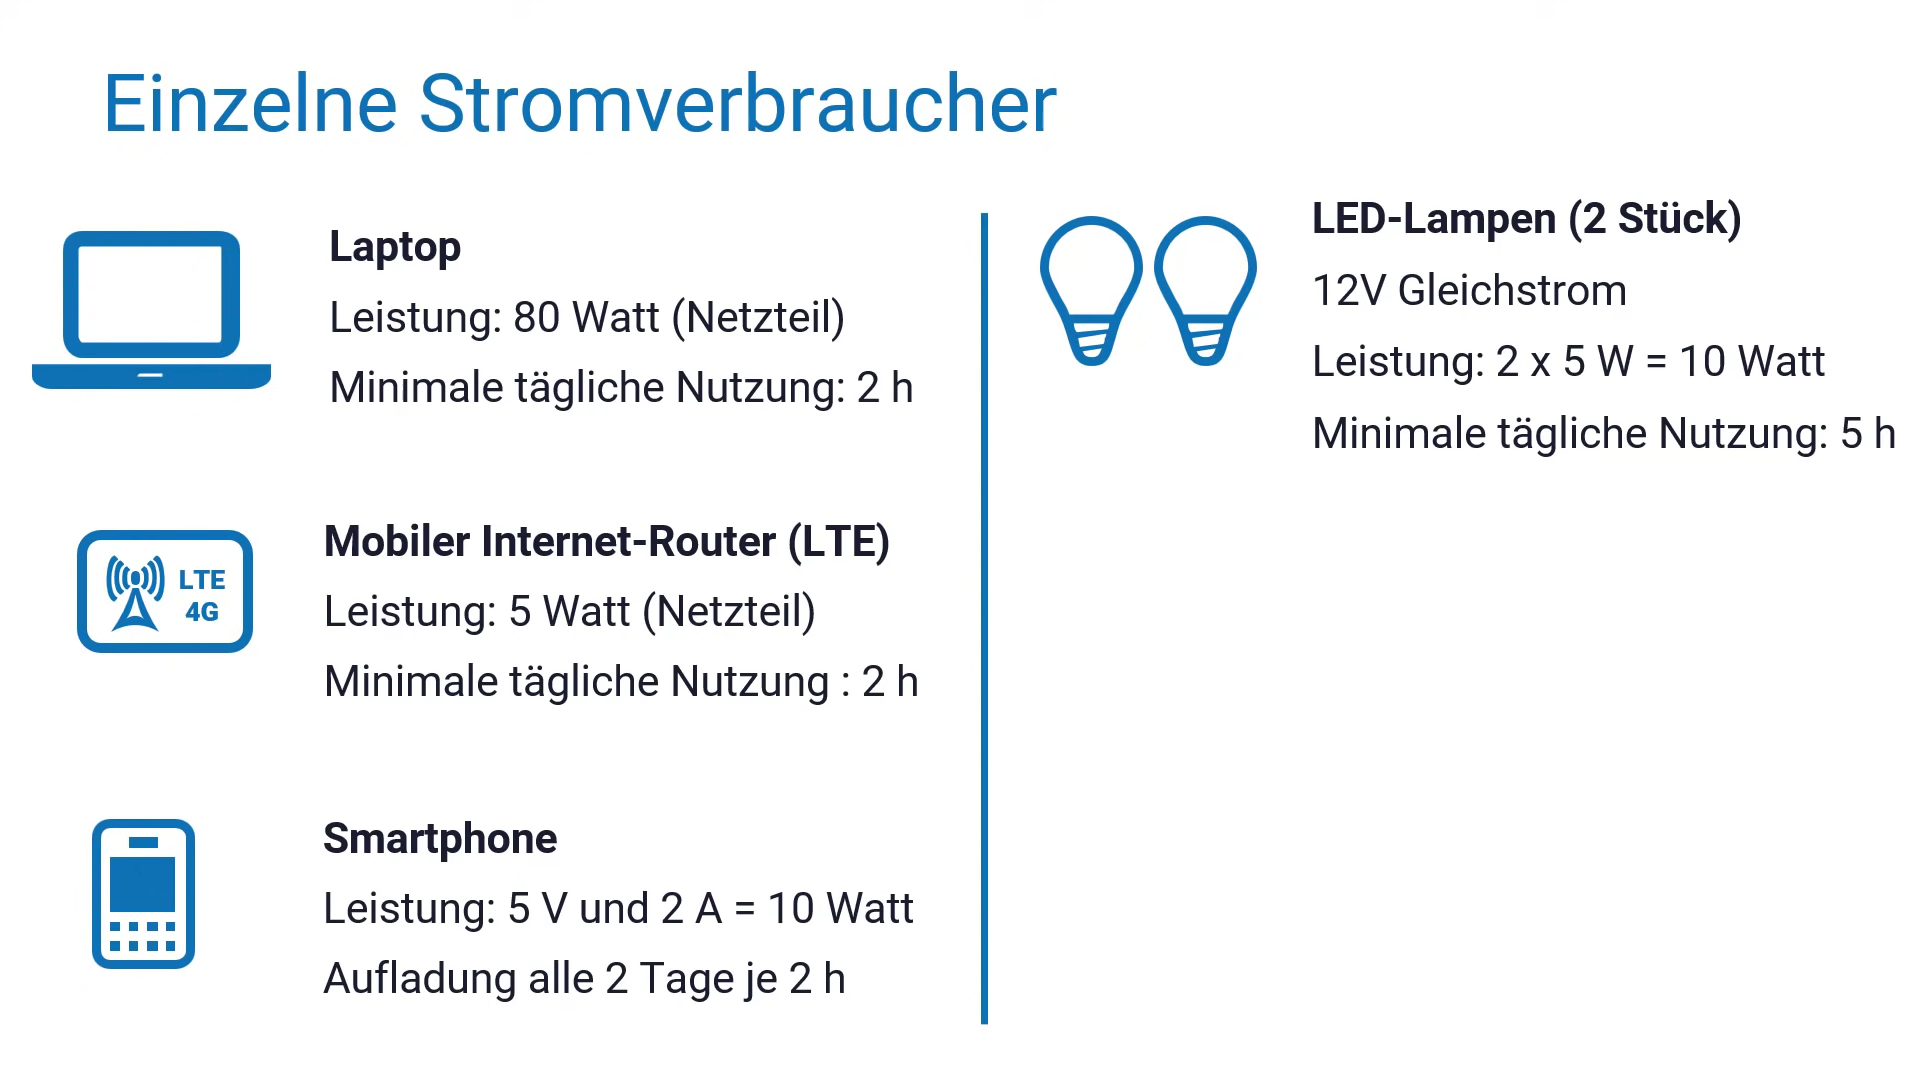 Einzelne Stromverbraucher
Laptop
Leistung: 80 Watt (Netzteil)
Minimale tägliche Nutzung: 2 h
LTE
4G
Mobiler Internet-Router (LTE)
Leistung: 5 Watt (Netzteil)
Minimale tägliche Nutzung : 2 h
Smartphone
Leistung: 5 V und 2 A = 10 Watt
Aufladung alle 2 Tage je 2 h
LED-Lampen (2 Stück)
12V Gleichstrom
Leistung: 2 x 5 W = 10 Watt
Minimale tägliche Nutzung: 5 h